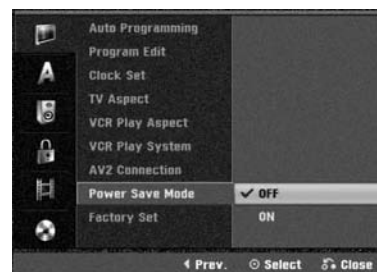 Auto Programming
Program Edit
Clock Set
TV Aspect
VCR Play Aspect
VCR Play System
AV2 Connection
Power Save Mode ✓ OFF
Factory Set ON
Prev. Select Close